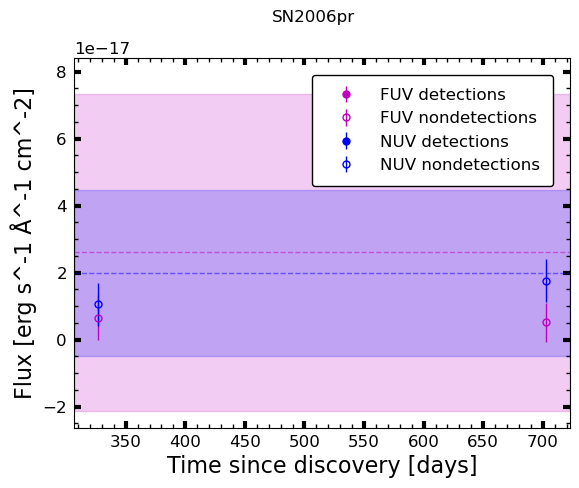 SN2006pr
1e−17
8
6
4
2
0
−2
Flux [erg s^-1 Å^-1 cm^-2]
FUV detections
FUV nondetections
NUV detections
NUV nondetections
350 400 450 500 550 600 650 700
Time since discovery [days]